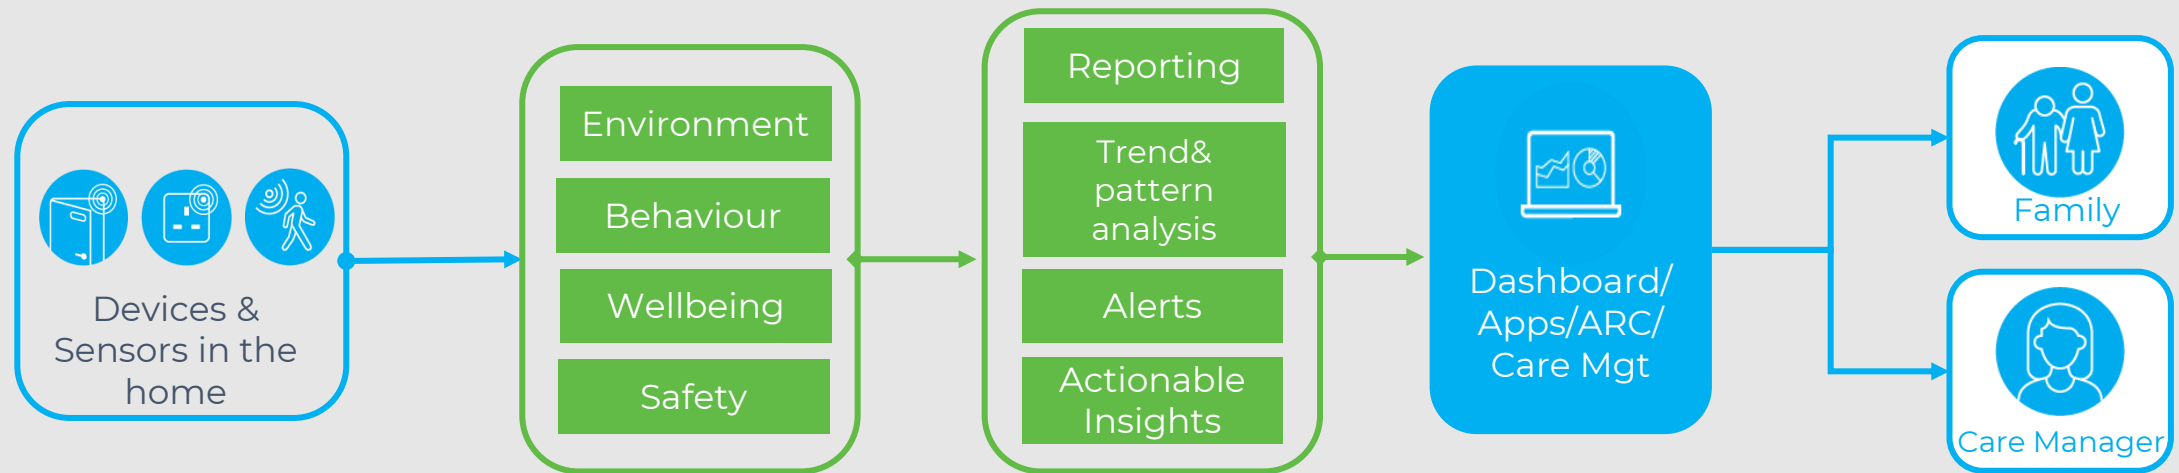 Devices &
Sensors in the
home
Environment
Behaviour
Wellbeing
Safety
Reporting
Trend&
pattern
analysis
Alerts
Actionable
Insights
Dashboard/
Apps/ARC/
Care Mgt
Family
Care Manager